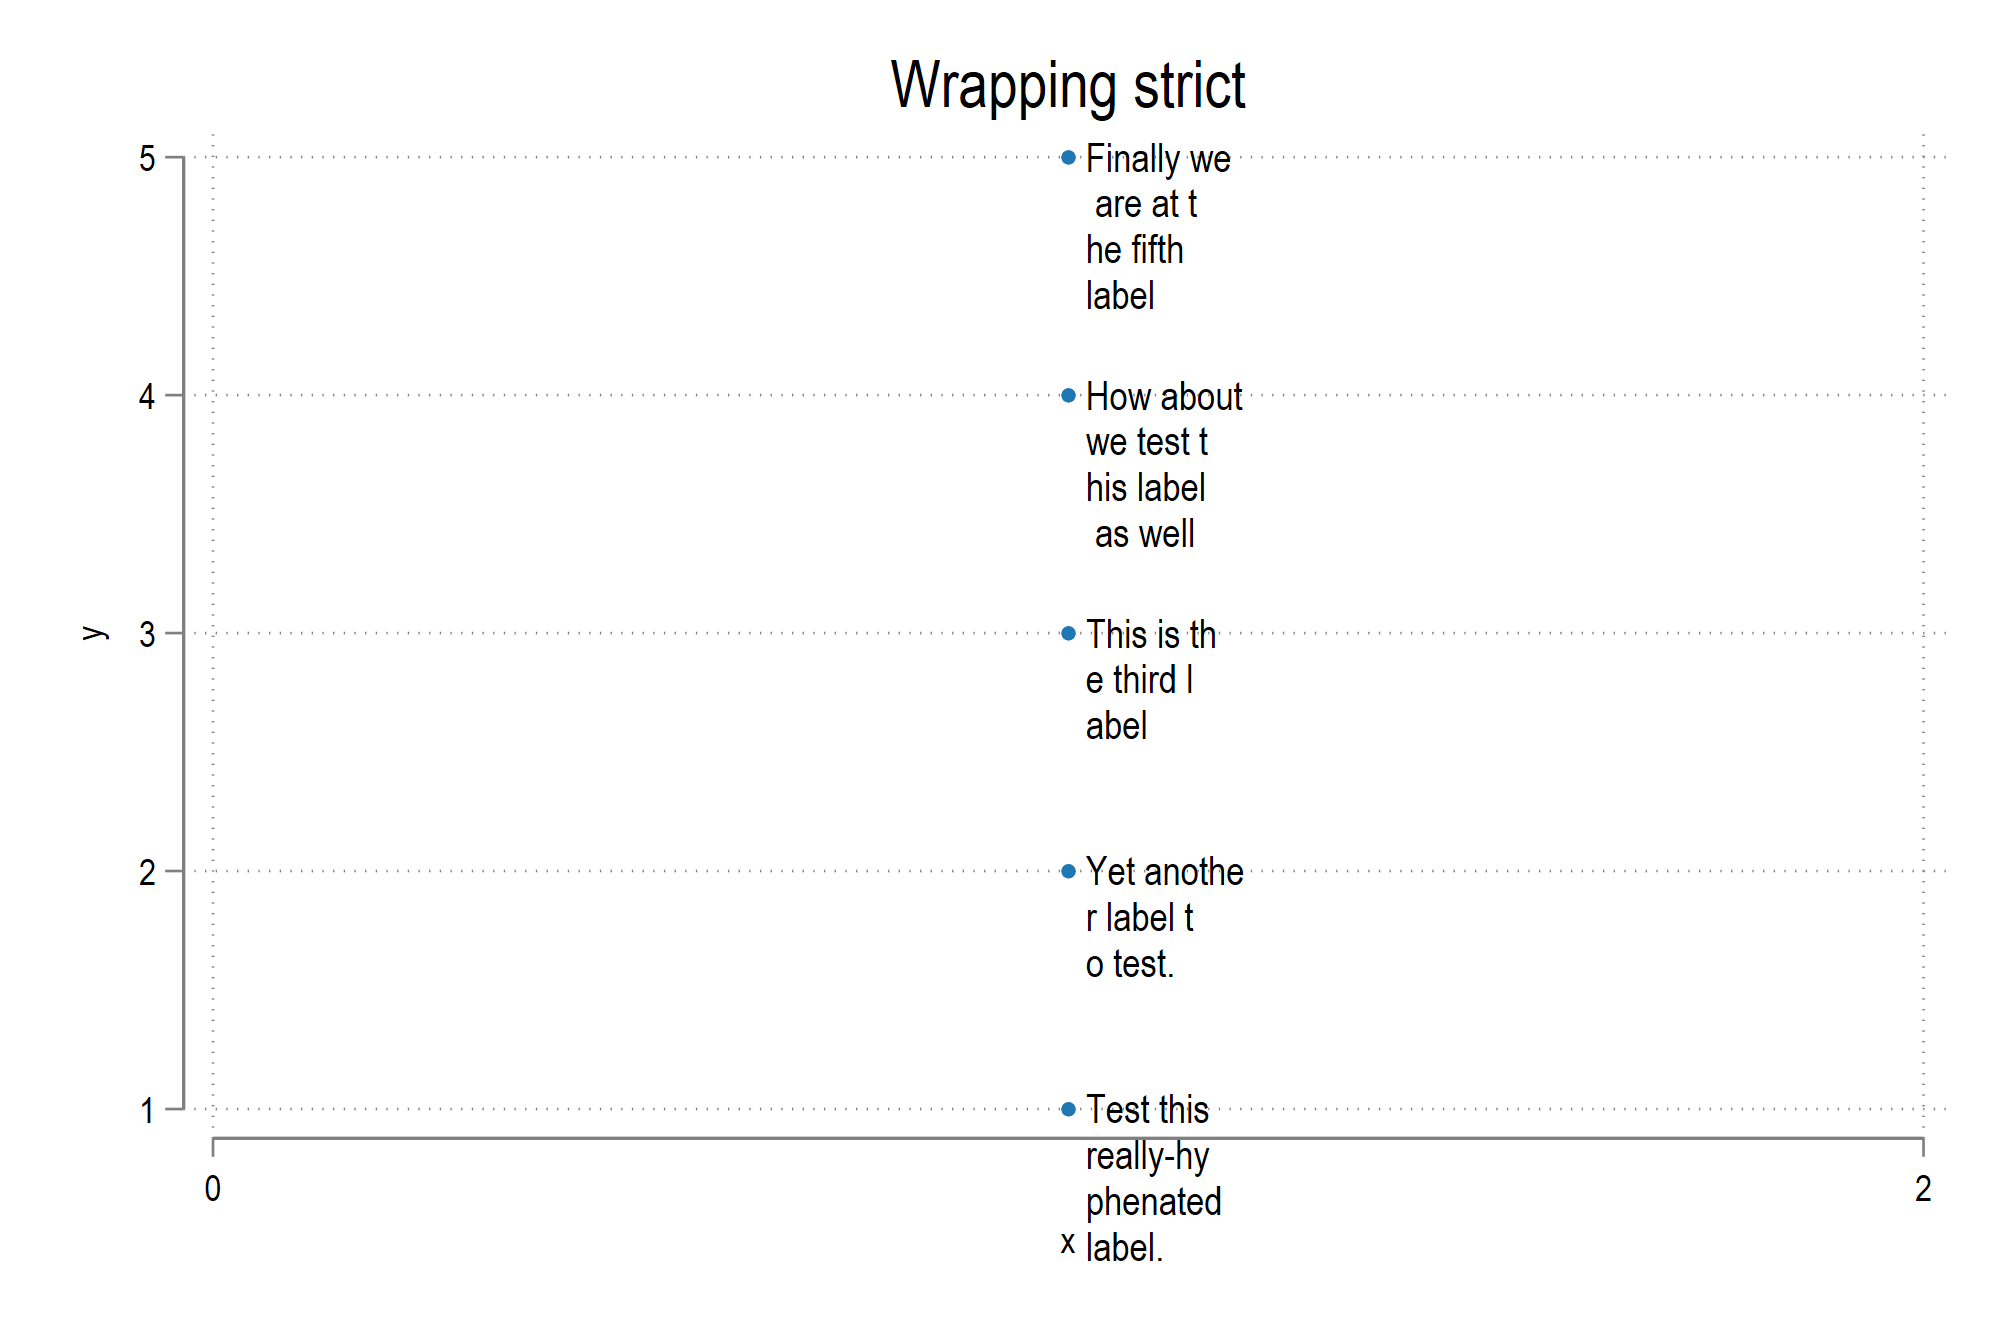 Wrapping strict
5
Finally we
are at t
he fifth
label
4
How about
we test t
his label
as well
y
3
This is th
e third l
abel
2
Yet anothe
r label t
o test.
1
Test this
really-hy
phenated
label.
0
2
x